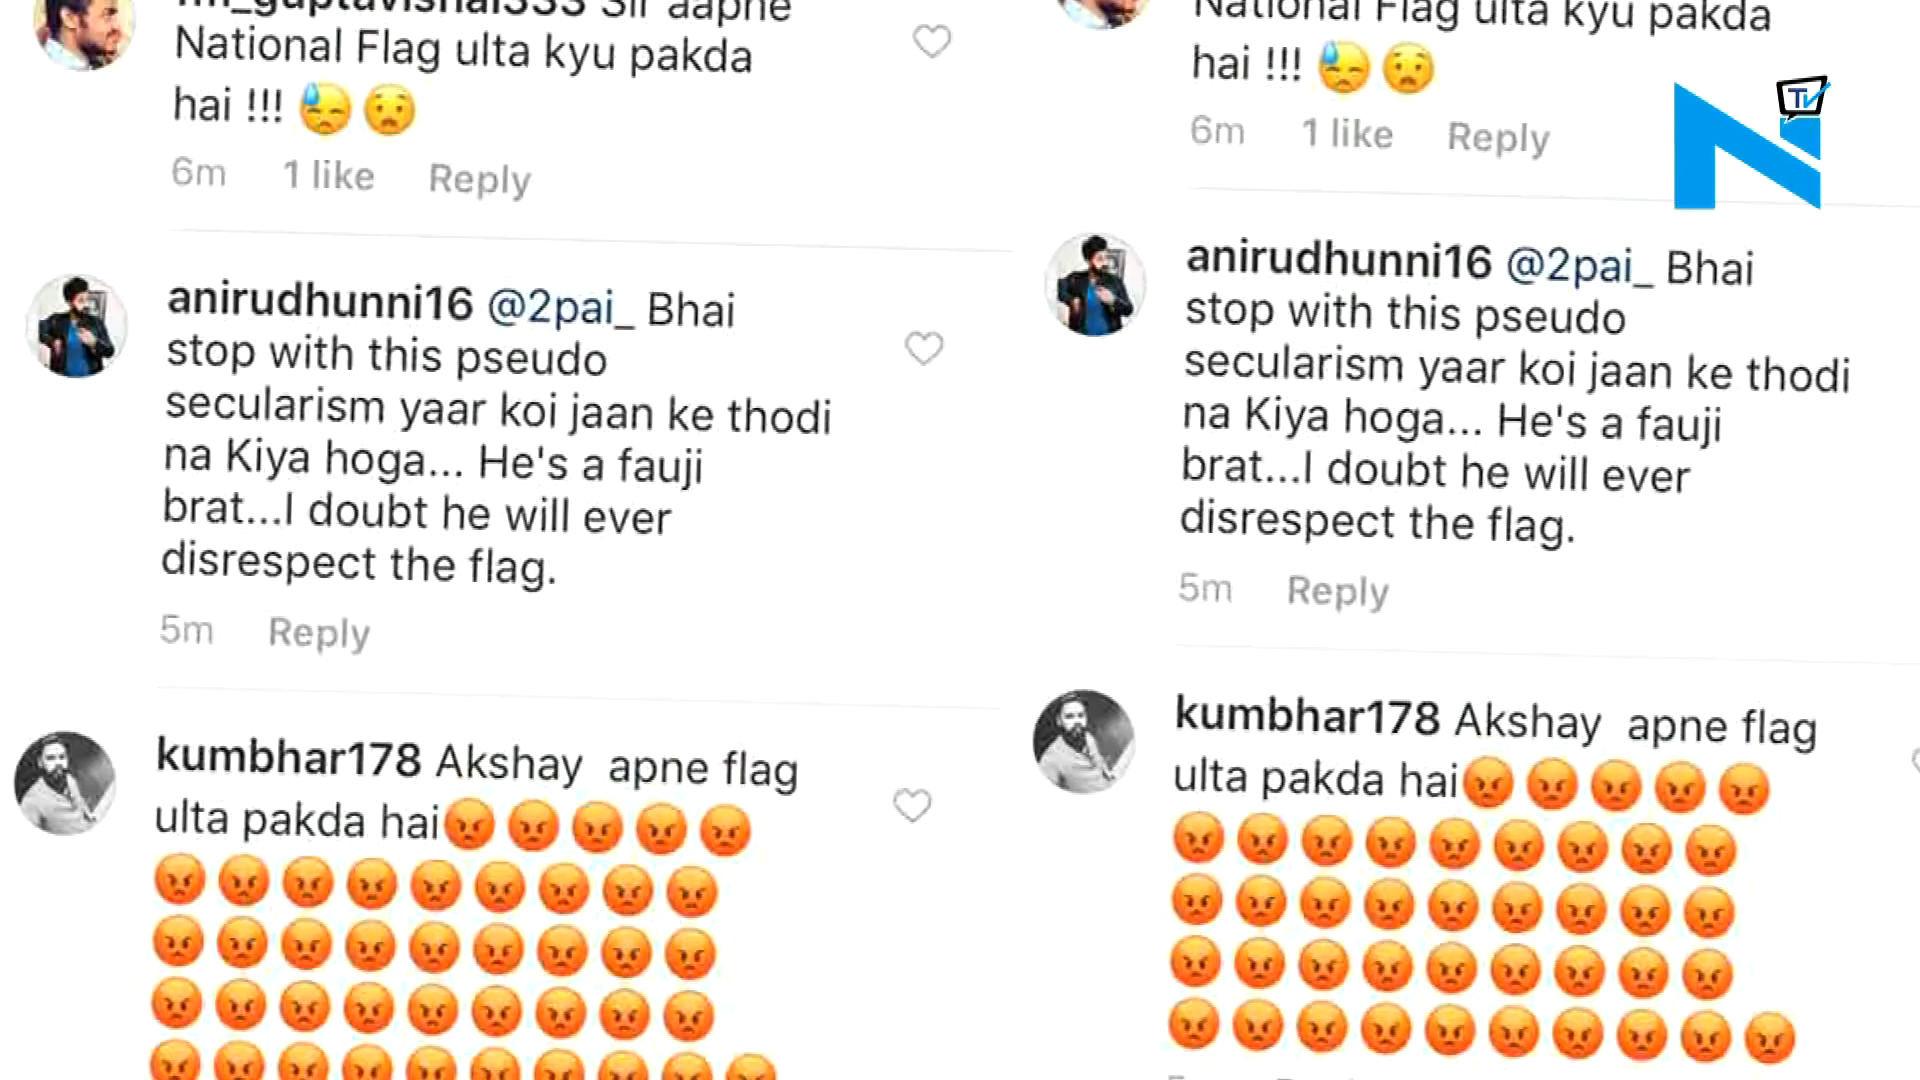 Sir aapne
National Flag ulta kyu pakda
hai !!! 😓😧
6m 1 like Reply
anirudhunni16 @2pai_ Bhai
stop with this pseudo
secularism yaar koi jaan ke thodi
na Kiya hoga... He's a fauji
brat...I doubt he will ever
disrespect the flag.
5m Reply
kumbhar178 Akshay apne flag
ulta pakda hai😡😡😡😡😡
😡😡😡😡😡😡😡😡😡
😡😡😡😡😡😡😡😡😡
😡😡😡😡😡😡😡😡😡
😡😡😡😡😡😡😡😡😡😡
National Flag ulta kyu pakda
hai !!! 😓😧
6m 1 like Reply
anirudhunni16 @2pai_ Bhai
stop with this pseudo
secularism yaar koi jaan ke thodi
na Kiya hoga... He's a fauji
brat...I doubt he will ever
disrespect the flag.
5m Reply
kumbhar178 Akshay apne flag
ulta pakda hai😡😡😡😡😡
😡😡😡😡😡😡😡😡😡
😡😡😡😡😡😡😡😡😡
😡😡😡😡😡😡😡😡😡
😡😡😡😡😡😡😡😡😡😡
N TV